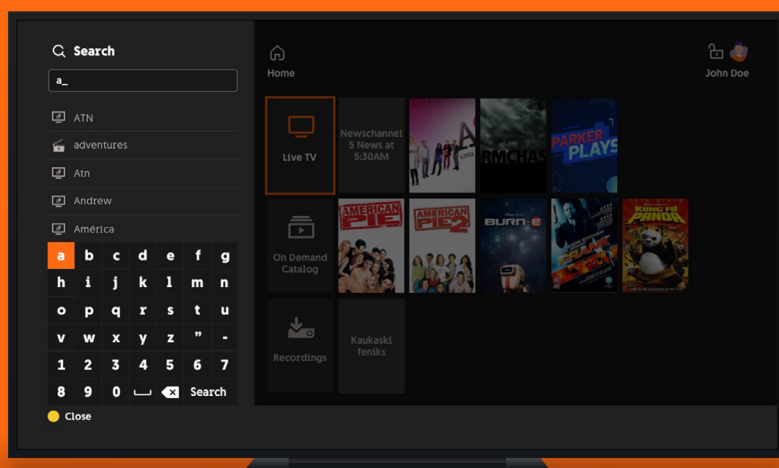 Search
a_
ATN
adventures
Atn
Andrew
América
a b c d e f g
h i j k l m n
o p q r s t u
v w x y z " -
1 2 3 4 5 6 7
8 9 0 Search
Close
Home
John Doe
Live TV
Newschannel
5 News at
5:30AM
RMCHAS
PARKER
PLAYS
On Demand
Catalog
AMERICAN
PIE
AMERICAN
PIE 2
BURN·E
FRANK
KUNG FU
PANDA
Recordings
Kaukaski
feniks